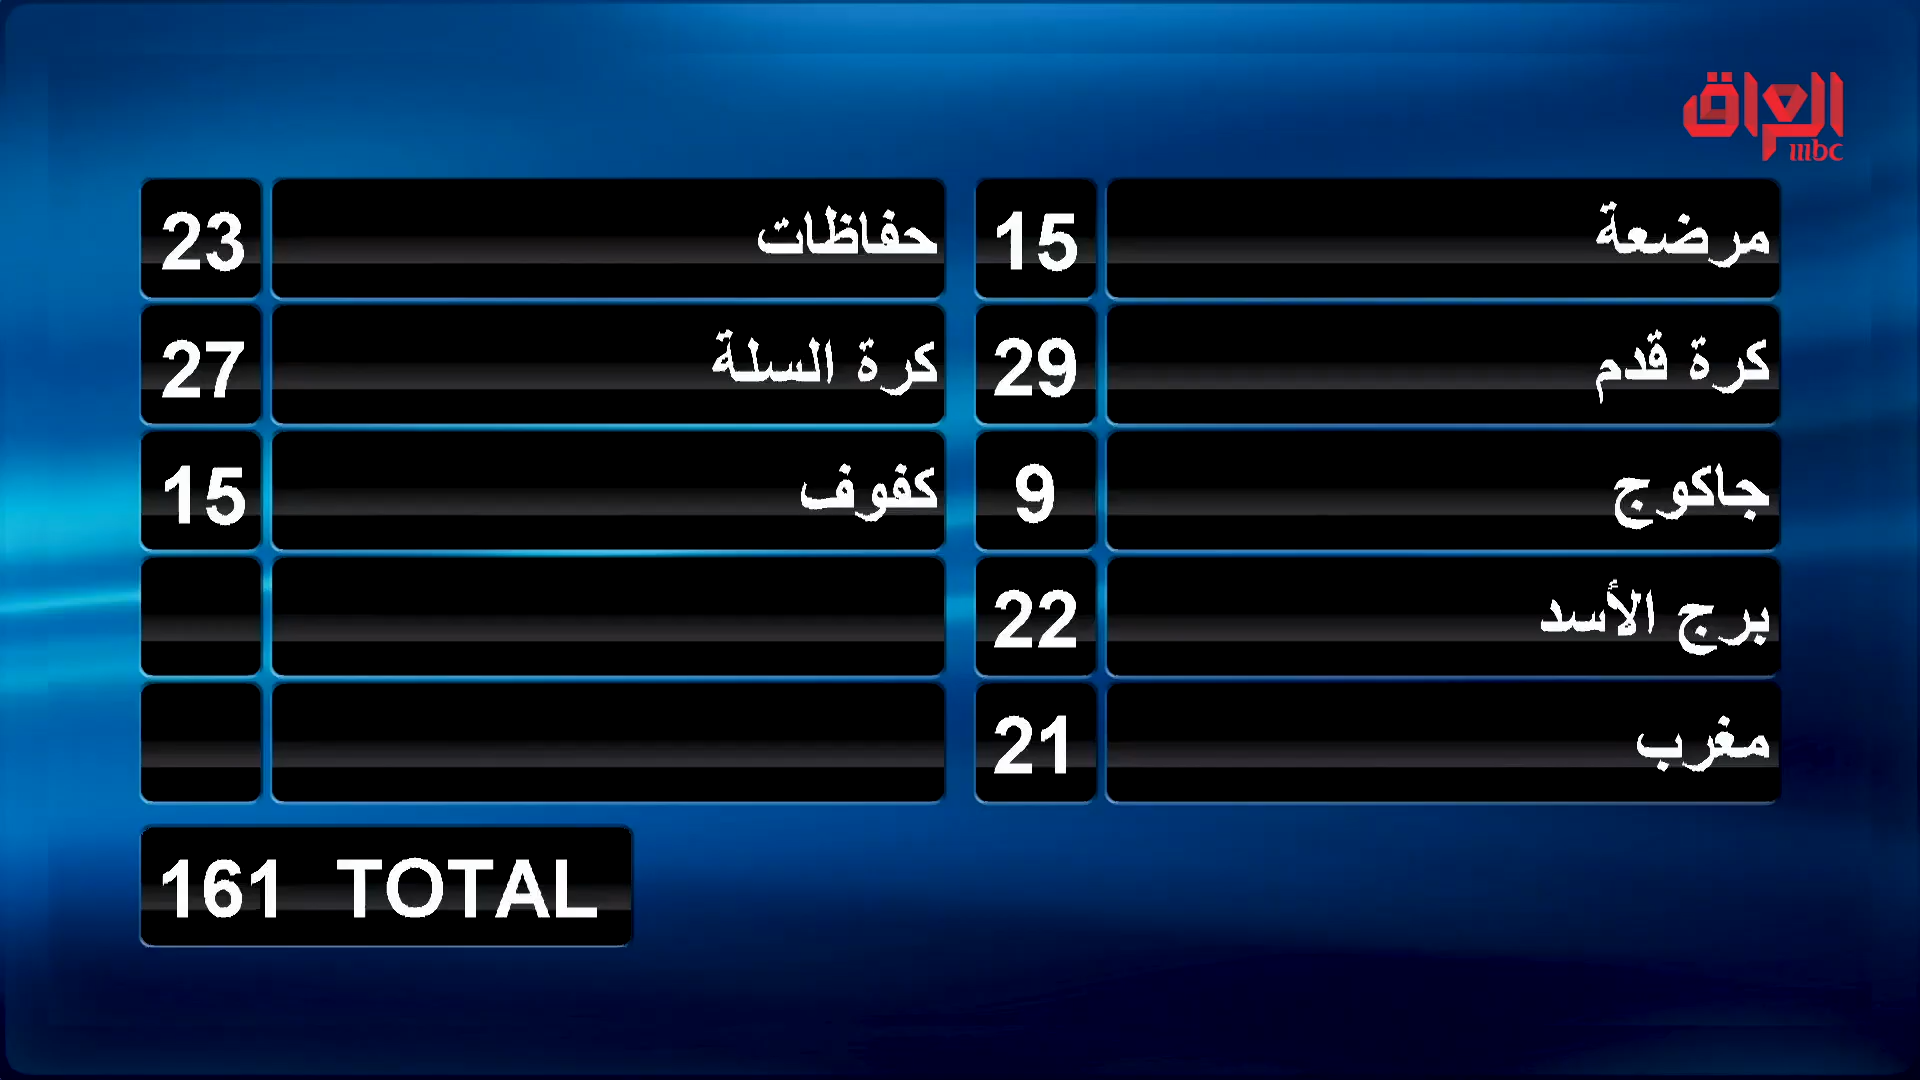 العراق
mbc
مرضعة 15
كرة قدم 29
جاكوج 9
برج الأسد 22
مغرب 21
حفاظات 23
كرة السلة 27
كفوف 15
161 TOTAL